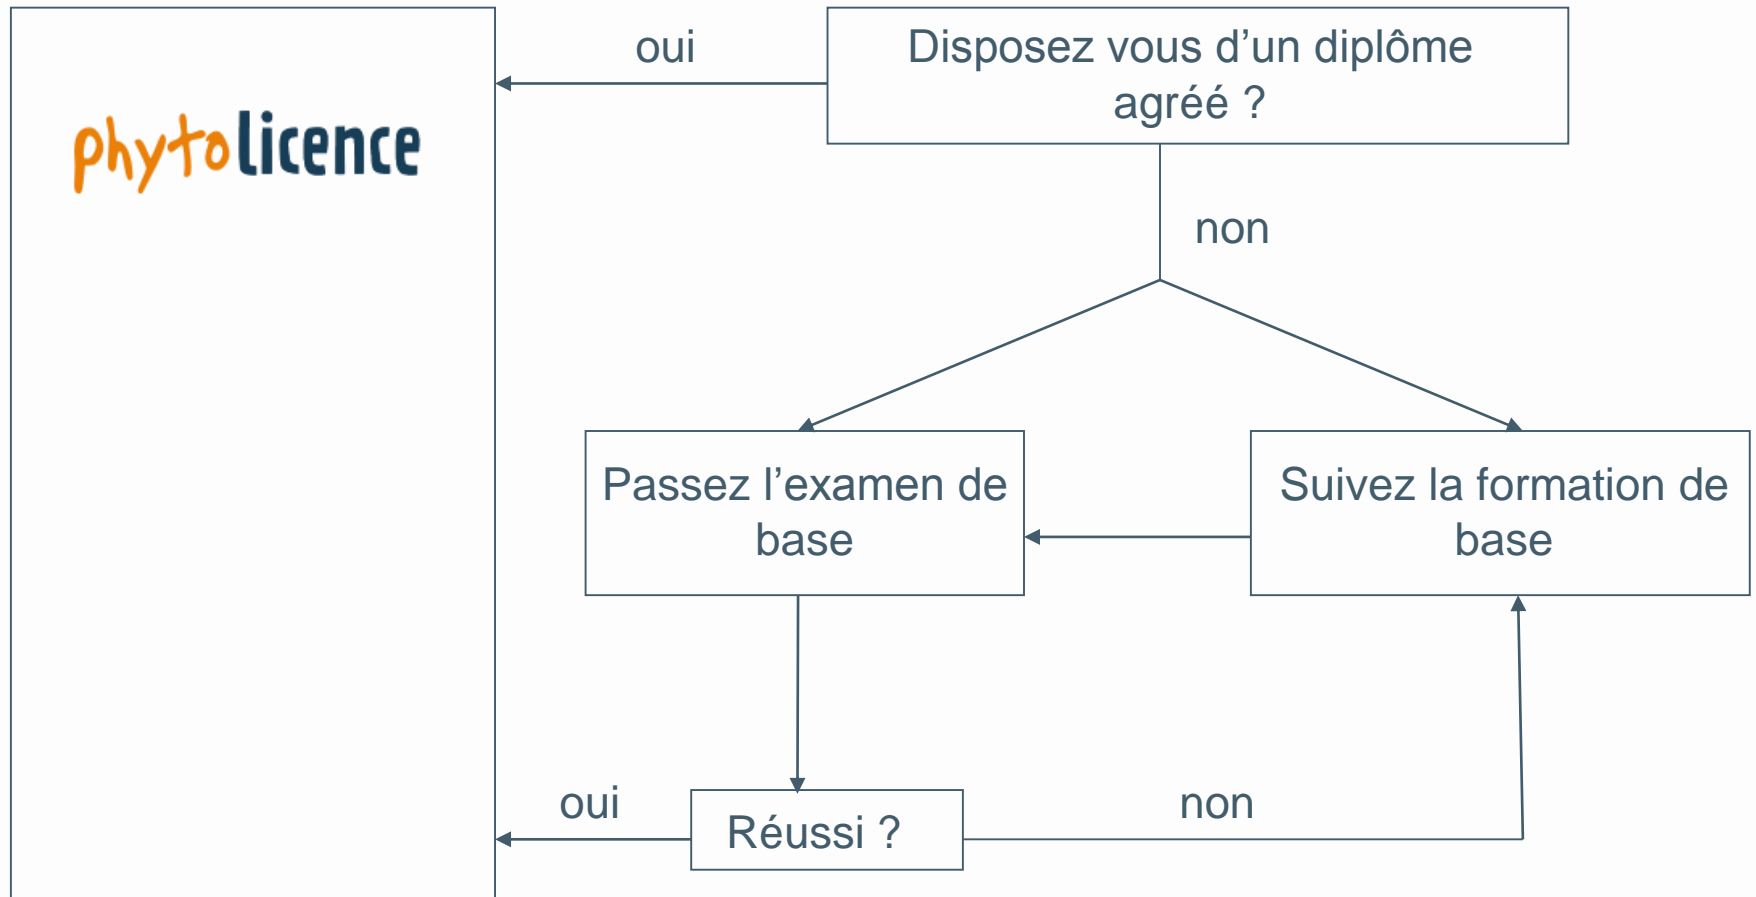 oui
Disposez vous d’un diplôme
agréé ?
phytolicence
non
Passez l’examen de
base
Suivez la formation de
base
oui
Réussi ?
non